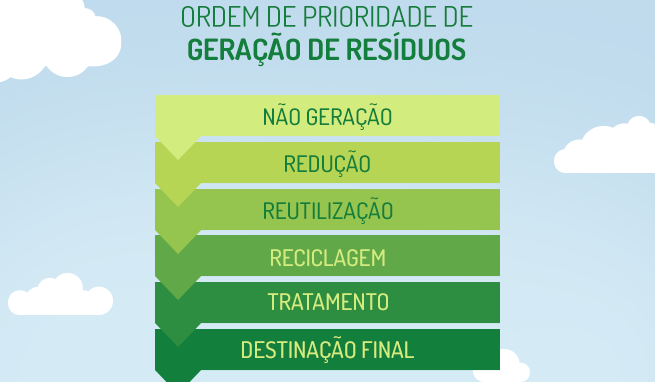 ORDEM DE PRIORIDADE DE
GERAÇÃO DE RESÍDUOS
NÃO GERAÇÃO
REDUÇÃO
REUTILIZAÇÃO
RECICLAGEM
TRATAMENTO
DESTINAÇÃO FINAL